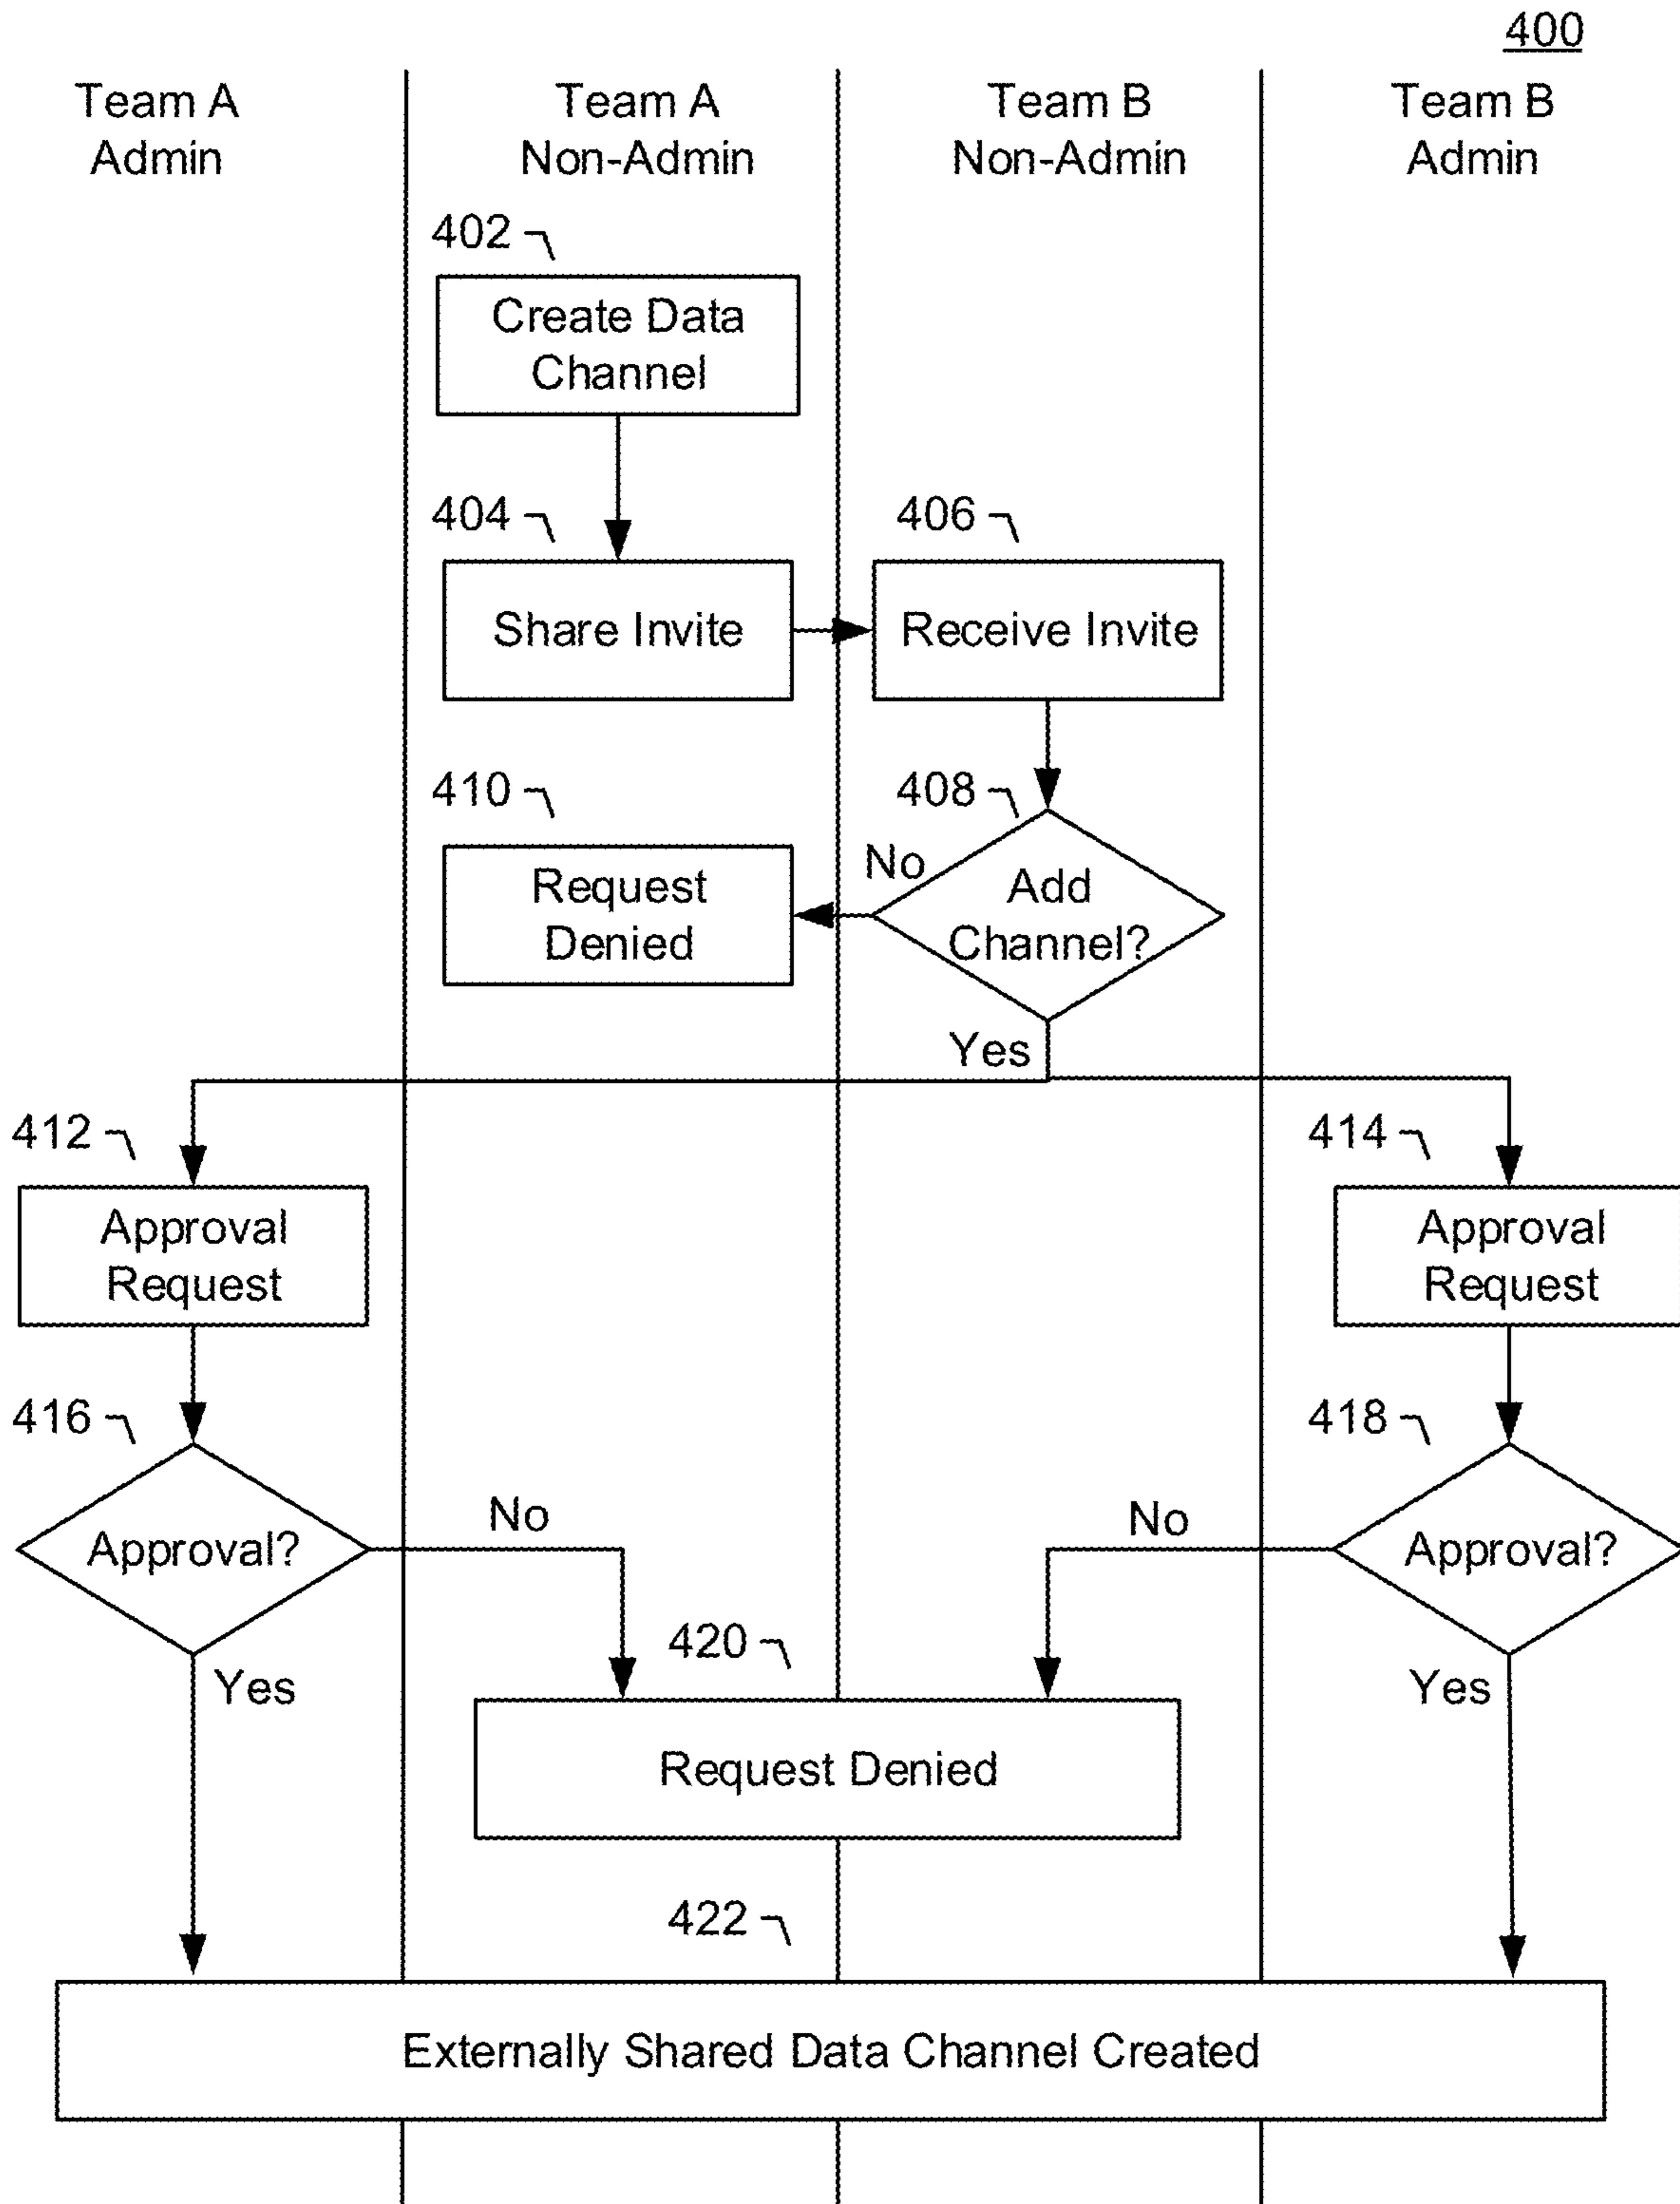 400
Team A
Admin
Team A
Non-Admin
Team B
Non-Admin
Team B
Admin
402
Create Data
Channel
404
Share Invite
406
Receive Invite
410
Request
Denied
408
No
Add
Channel?
Yes
412
Approval
Request
414
Approval
Request
416
Approval?
No
Yes
418
Approval?
No
Yes
420
Request Denied
422
Externally Shared Data Channel Created